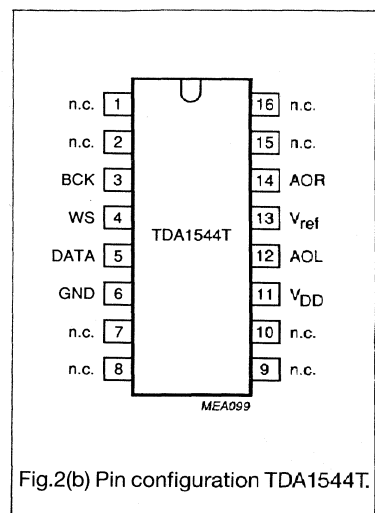 n.c. 1 16 n.c.
n.c. 2 15 n.c.
BCK 3 14 AOR
WS 4 13 Vref
TDA1544T
DATA 5 12 AOL
GND 6 11 VDD
n.c. 7 10 n.c.
n.c. 8 9 n.c.
MEA099
Fig.2(b) Pin configuration TDA1544T.